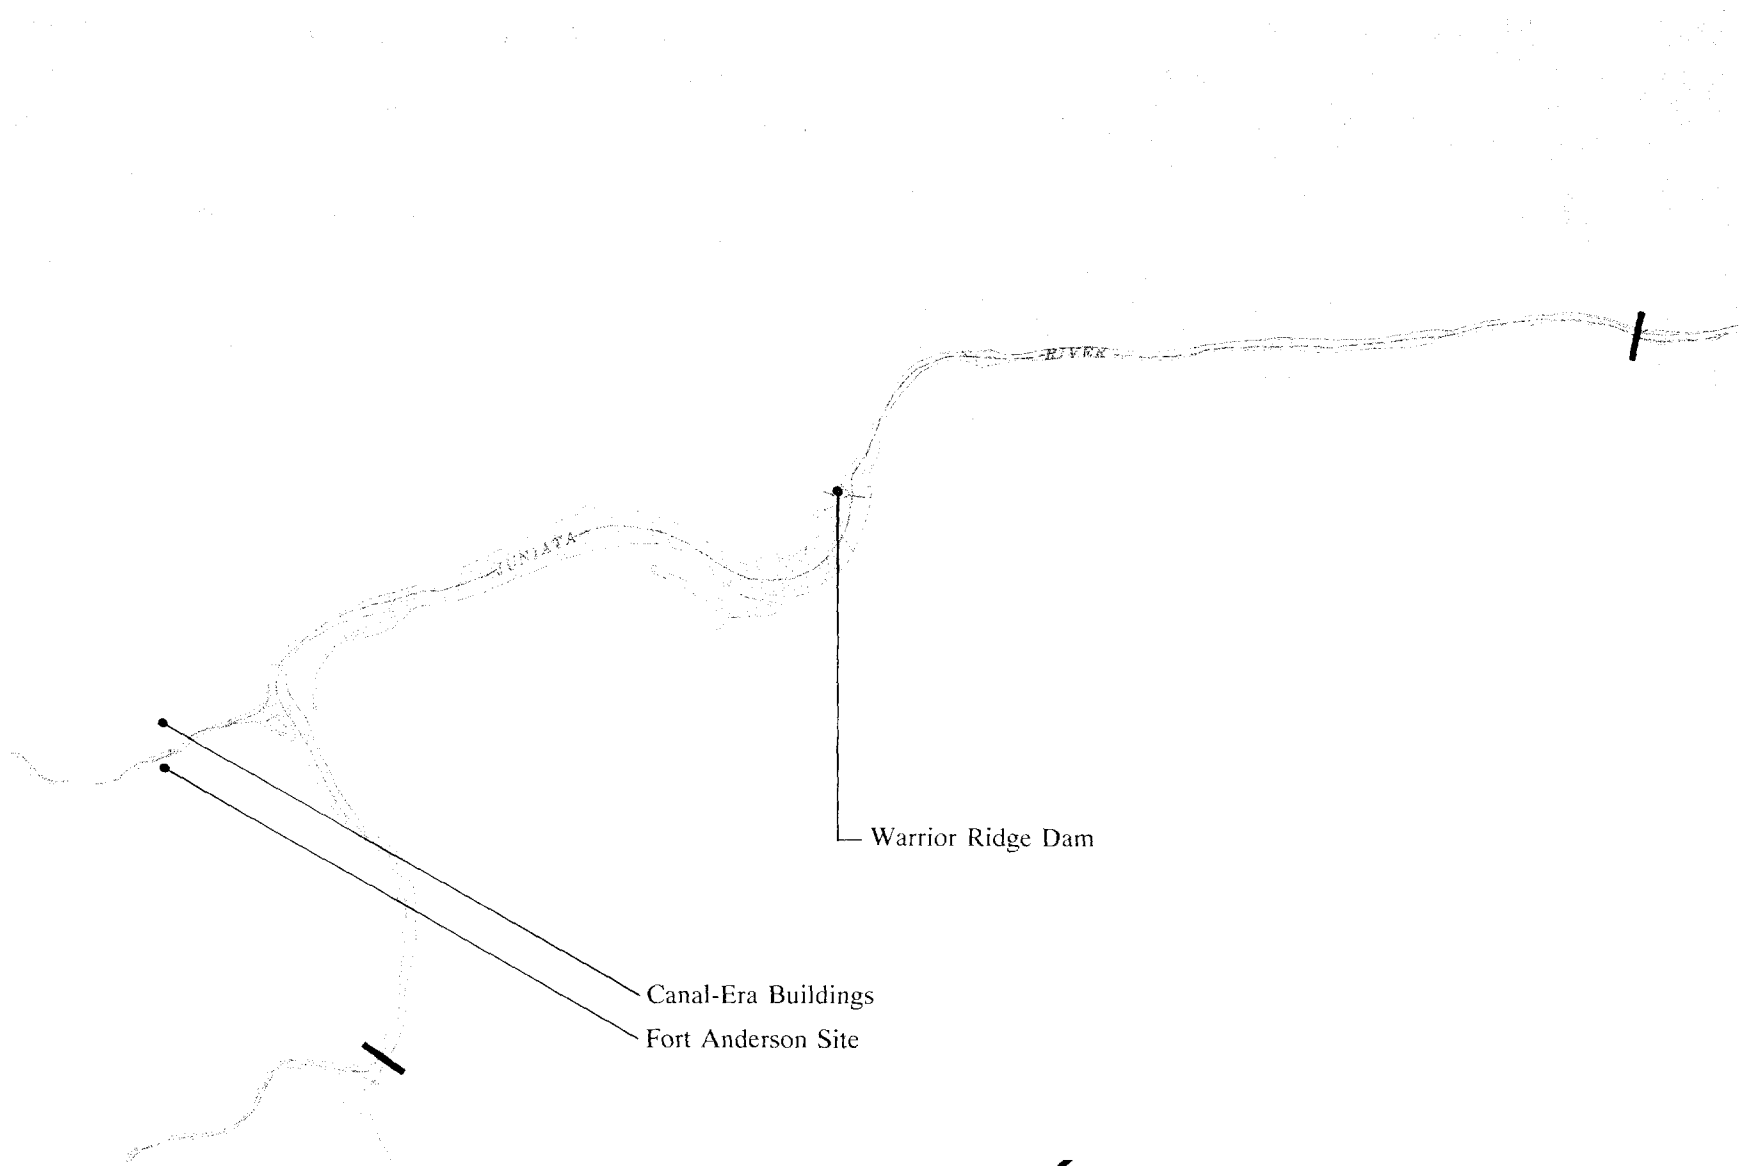 RIVER
JUNIATA
Warrior Ridge Dam
Canal-Era Buildings
Fort Anderson Site